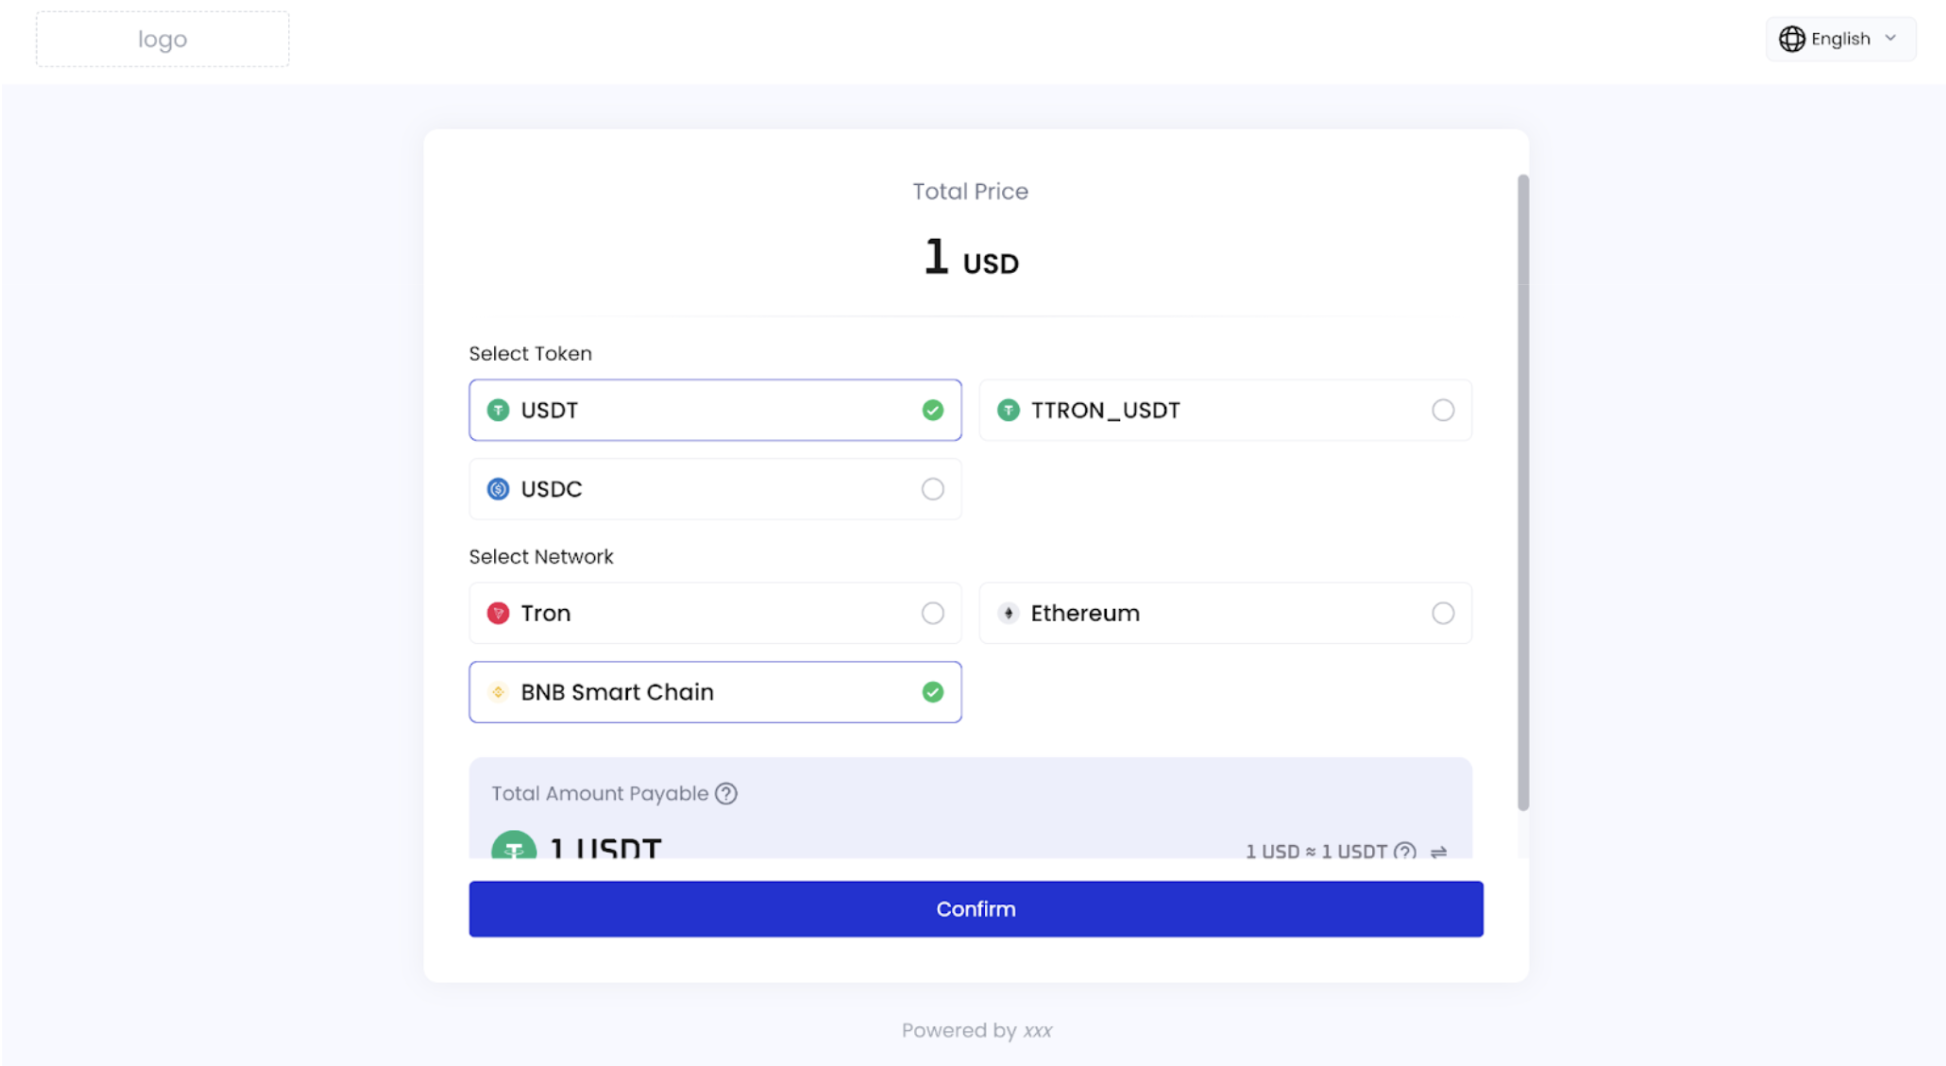 logo
English
Total Price
1 USD
Select Token
USDT
TTRON_USDT
USDC
Select Network
Tron
Ethereum
BNB Smart Chain
Total Amount Payable ?
1 USDT
1 USD ≈ 1 USDT ? ⇌
Confirm
Powered by xxx